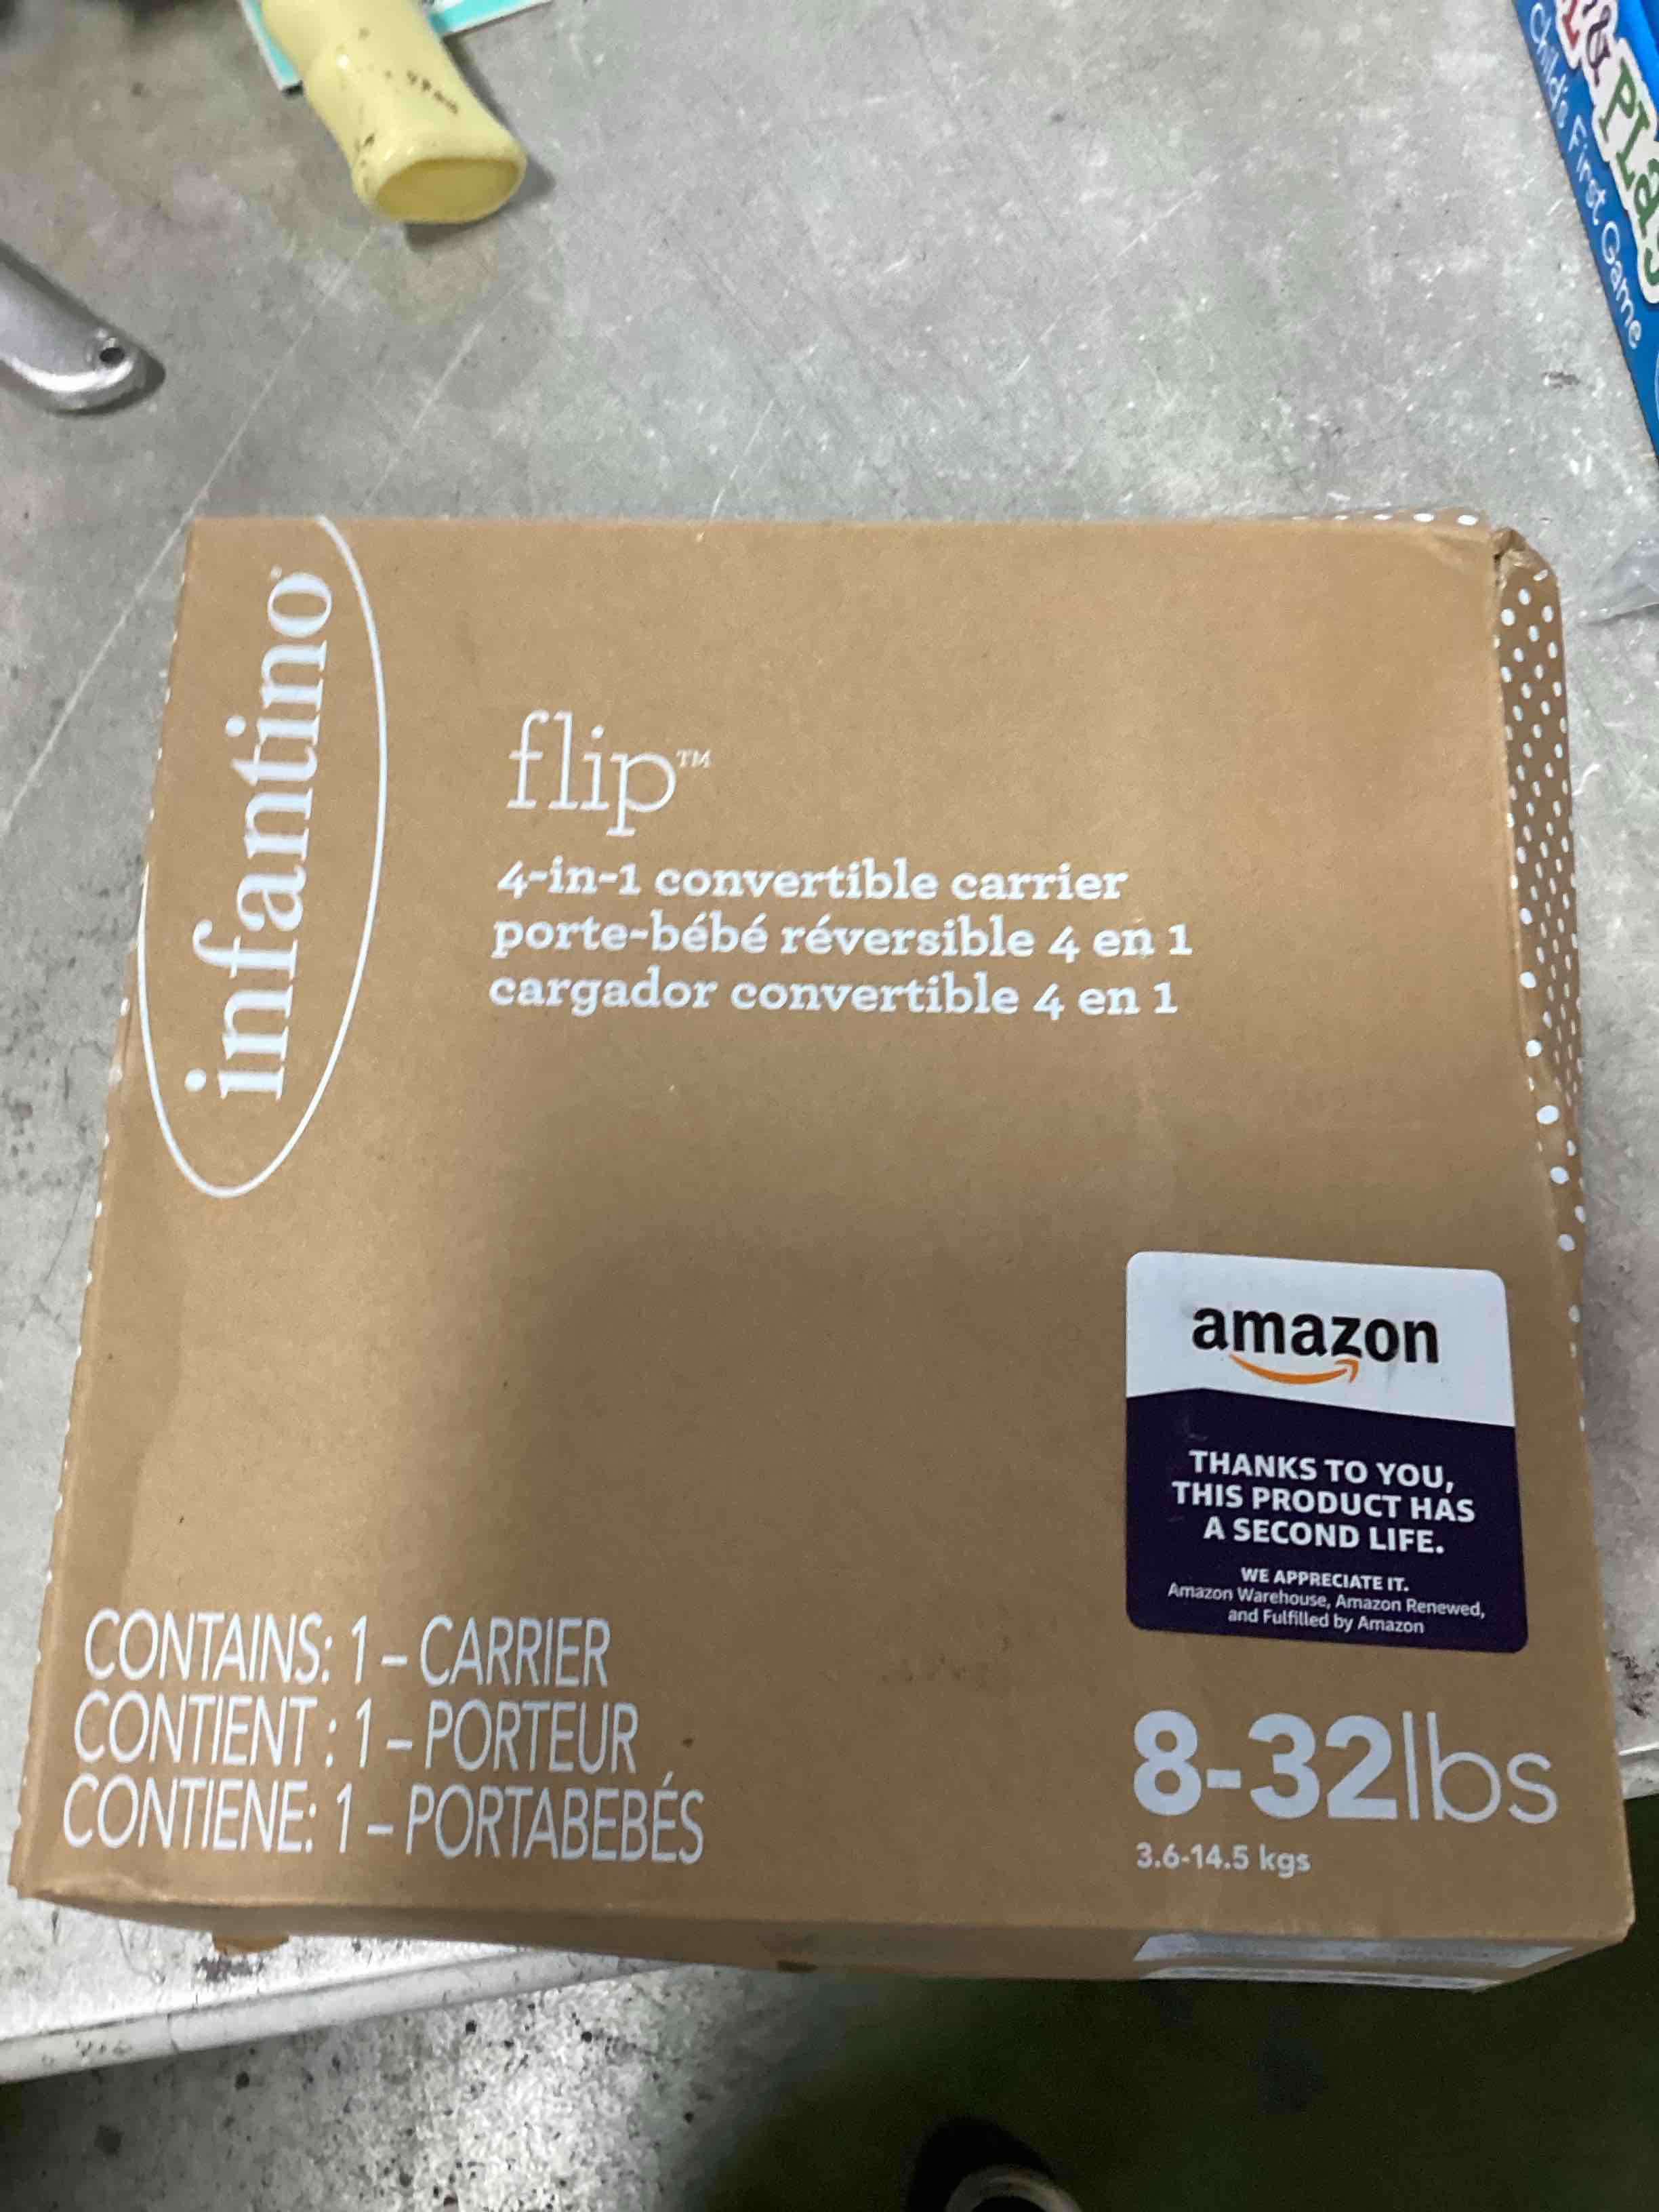 & PLay
Child's First Game
infantino
flip™
4-in-1 convertible carrier
porte-bébé réversible 4 en 1
cargador convertible 4 en 1
amazon
THANKS TO YOU,
THIS PRODUCT HAS
A SECOND LIFE.
WE APPRECIATE IT.
Amazon Warehouse, Amazon Renewed,
and Fulfilled by Amazon
CONTAINS: 1 – CARRIER
CONTIENT : 1 – PORTEUR
CONTIENE: 1 – PORTABEBÉS
8-32lbs
3.6-14.5 kgs